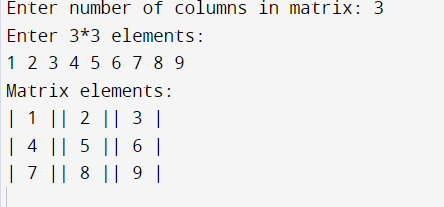 Enter number of columns in matrix: 3
Enter 3*3 elements:
1 2 3 4 5 6 7 8 9
Matrix elements:
| 1 || 2 || 3 |
| 4 || 5 || 6 |
| 7 || 8 || 9 |